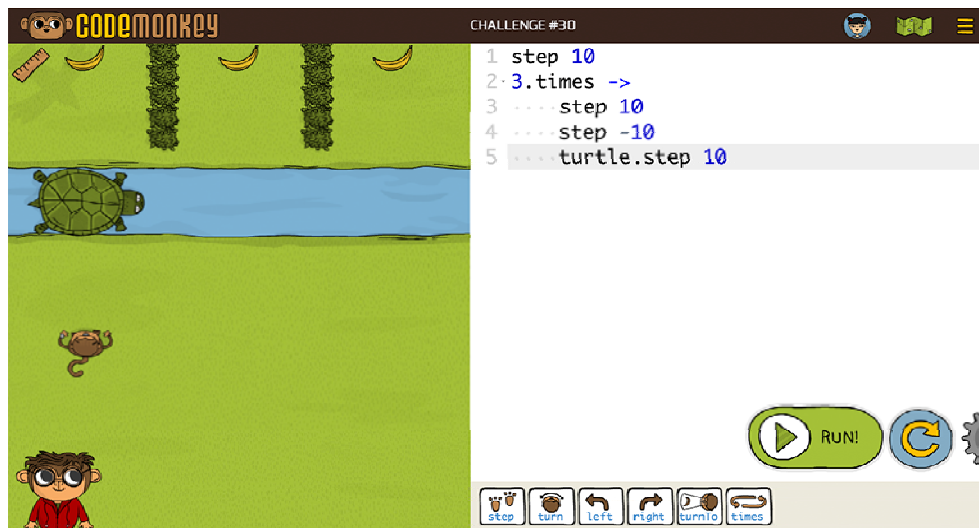 CODEMONKEY
CHALLENGE #30
1 step 10
2 3.times ->
3 step 10
4 step -10
5 turtle.step 10
RUN!
step turn left right turnTo times